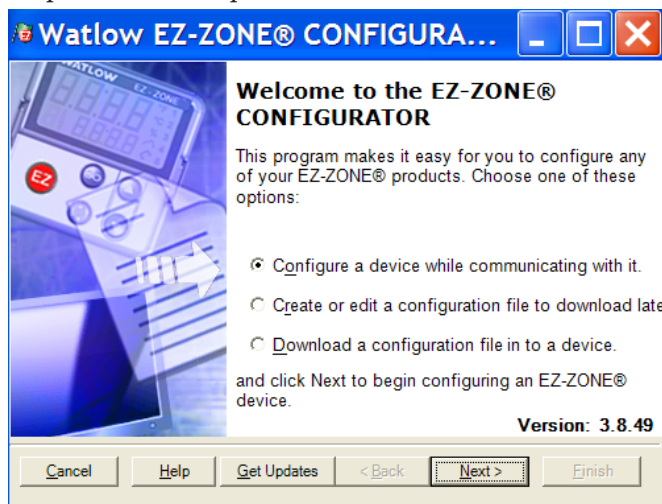 Watlow EZ-ZONE® CONFIGURA...
WATLOW
EZ-ZONE
EZ
Welcome to the EZ-ZONE®
CONFIGURATOR
This program makes it easy for you to configure any
of your EZ-ZONE® products. Choose one of these
options:
Configure a device while communicating with it.
Create or edit a configuration file to download late
Download a configuration file in to a device.
and click Next to begin configuring an EZ-ZONE®
device.
Version: 3.8.49
Cancel Help Get Updates < Back Next > Finish